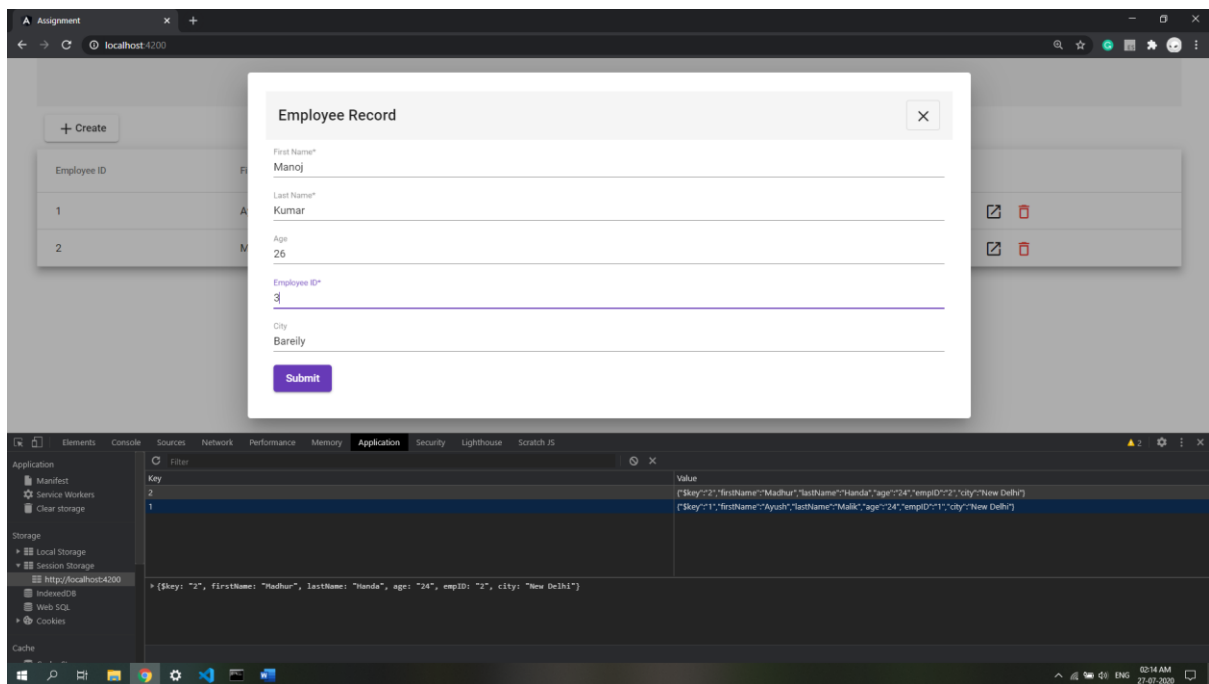 Assignment
localhost:4200
Employee Record
Create
First Name*
Manoj
Employee ID
Fi
Last Name*
Kumar
1
A
Age
26
2
M
Employee ID*
3
City
Bareily
Submit
Elements Console Sources Network Performance Memory Application Security Lighthouse Scratch JS
2
Application
Filter
Manifest
Key Value
Service Workers
2 {"$key":"2","firstName":"Madhur","lastName":"Handa","age":"24","empID":"2","city":"New Delhi"}
Clear storage
1 {"$key":"1","firstName":"Ayush","lastName":"Malik","age":"24","empID":"1","city":"New Delhi"}
Storage
Local Storage
Session Storage
http://localhost:4200
{$key: "2", firstName: "Madhur", lastName: "Handa", age: "24", empID: "2", city: "New Delhi"}
IndexedDB
Web SQL
Cookies
Cache
ENG
02:14 AM
27-07-2020